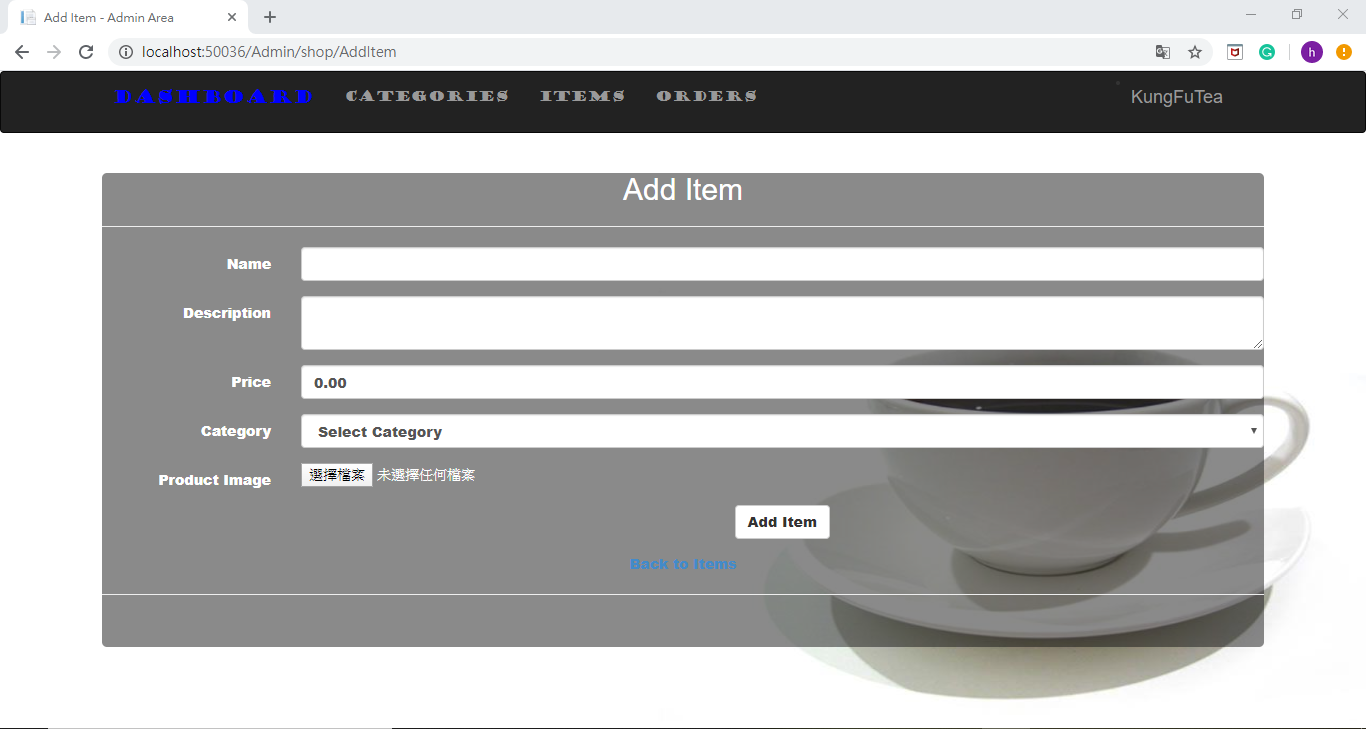 Add Item - Admin Area
localhost:50036/Admin/shop/AddItem
h
DASHBOARD CATEGORIES ITEMS ORDERS KungFuTea
Add Item
Name
Description
Price 0.00
Category Select Category
Product Image 選擇檔案 未選擇任何檔案
Add Item
Back to Items